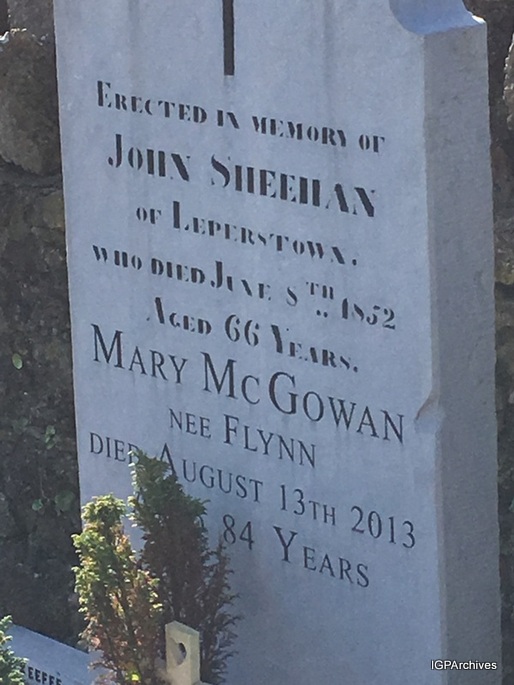 Erected in memory of
John Sheehan
of Leperstown.
who died June 8TH 1852
Aged 66 Years.
Mary McGowan
nee Flynn
Died August 13th 2013
84 Years
IGPArchives